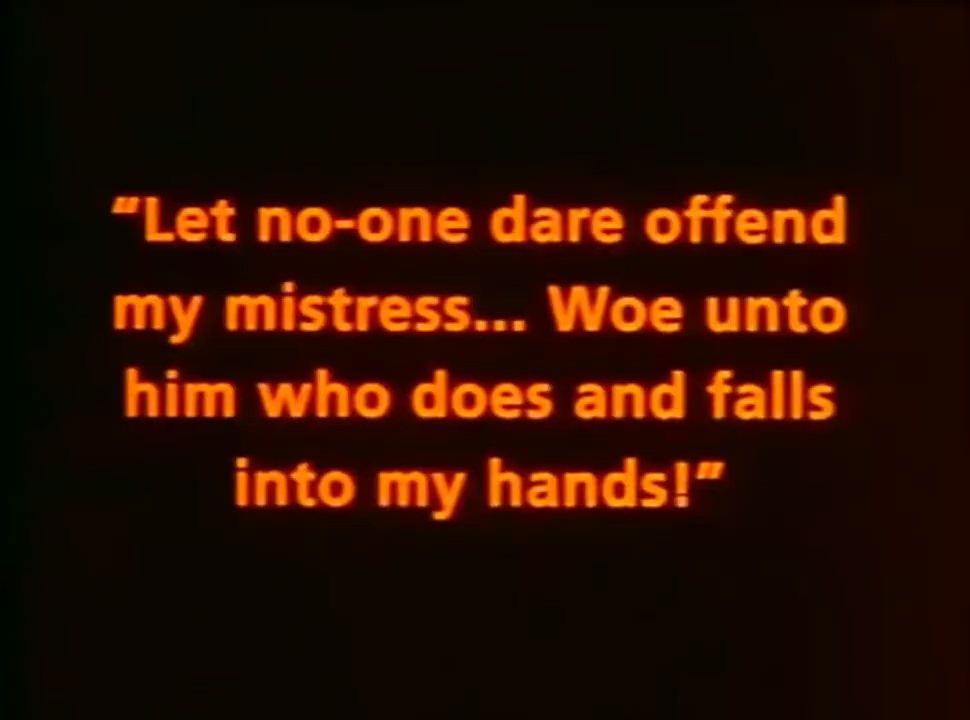 “Let no-one dare offend
my mistress... Woe unto
him who does and falls
into my hands!”